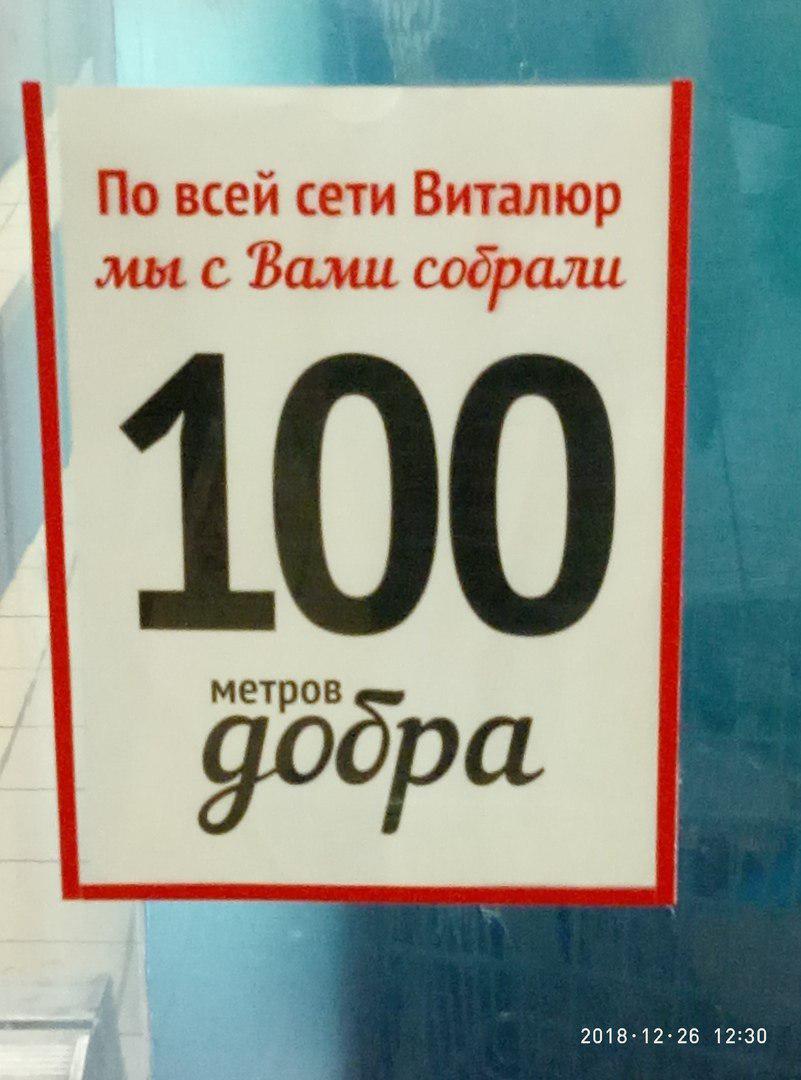 По всей сети Виталюр
мы с Вами собрали
100
метров
добра
2018·12·26 12:30